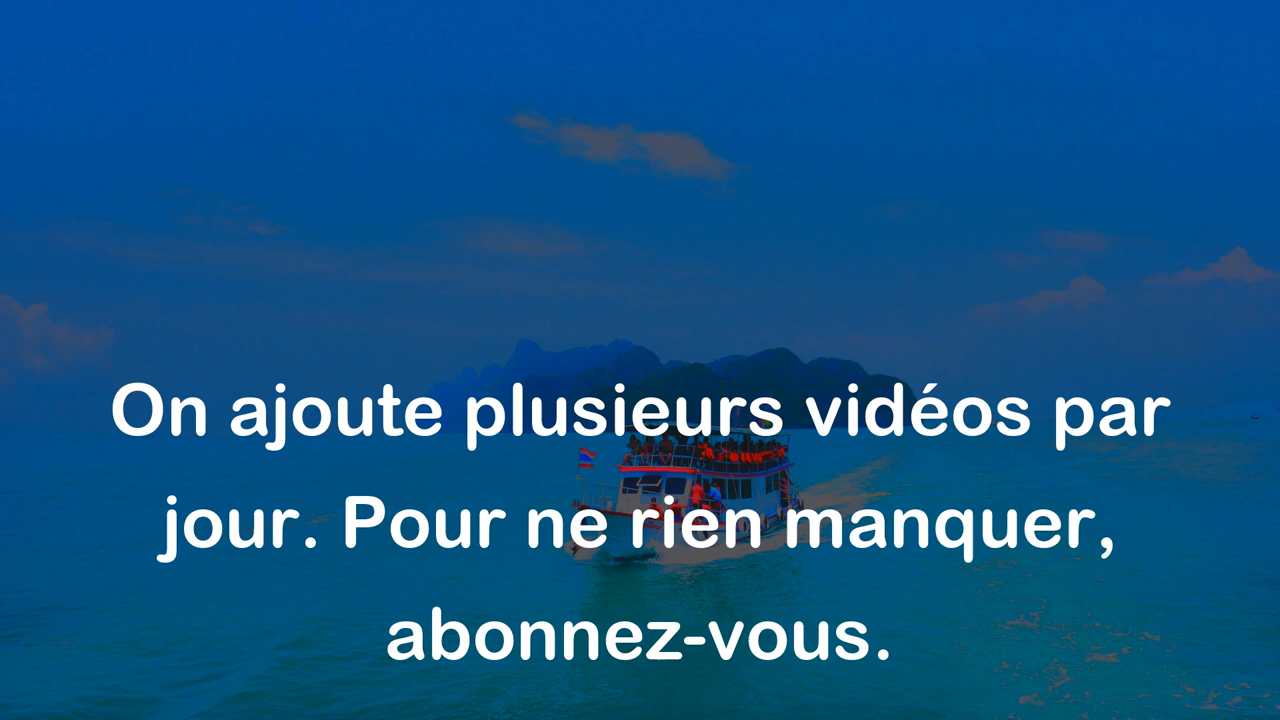 On ajoute plusieurs vidéos par
jour. Pour ne rien manquer,
abonnez-vous.